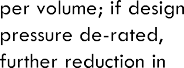 per volume; if design
pressure de-rated,
further reduction in